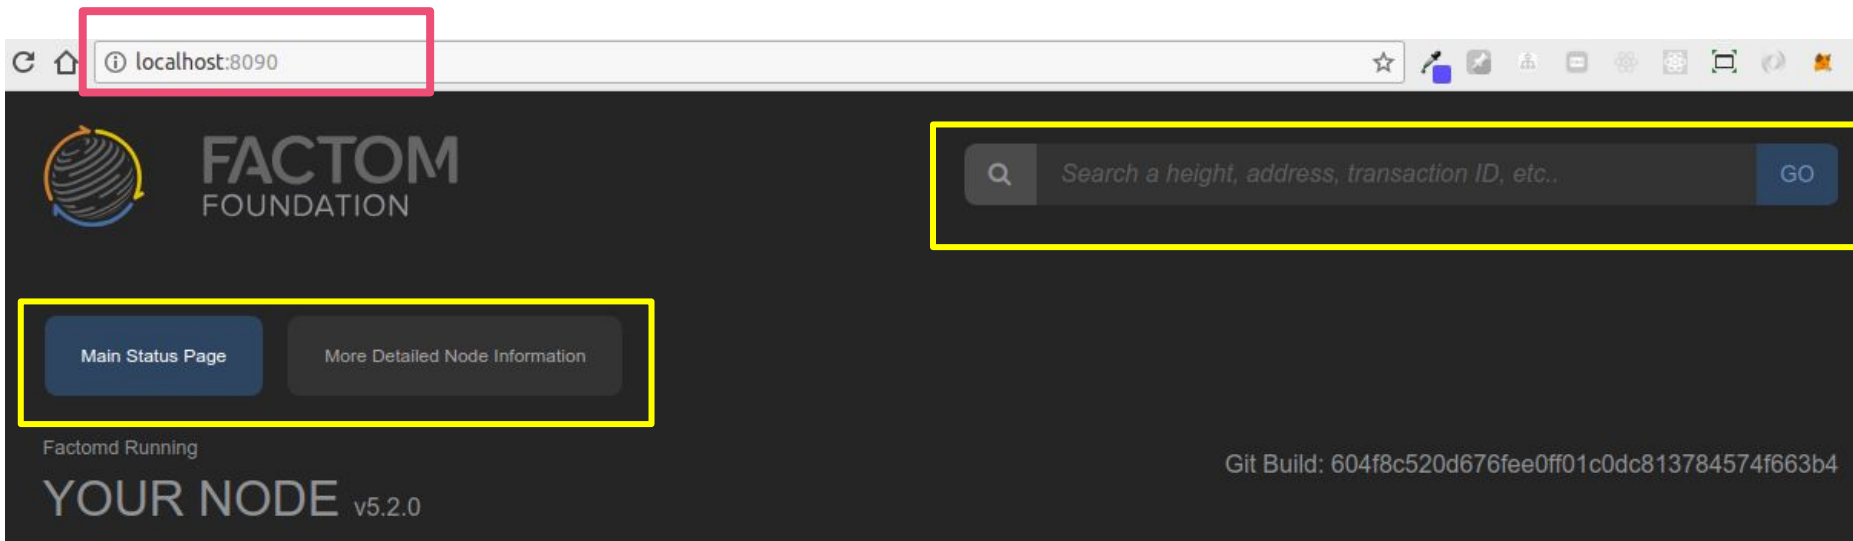 localhost:8090
FACTOM
FOUNDATION
Search a height, address, transaction ID, etc..
GO
Main Status Page
More Detailed Node Information
Factomd Running
Git Build: 604f8c520d676fee0ff01c0dc813784574f663b4
YOUR NODE v5.2.0